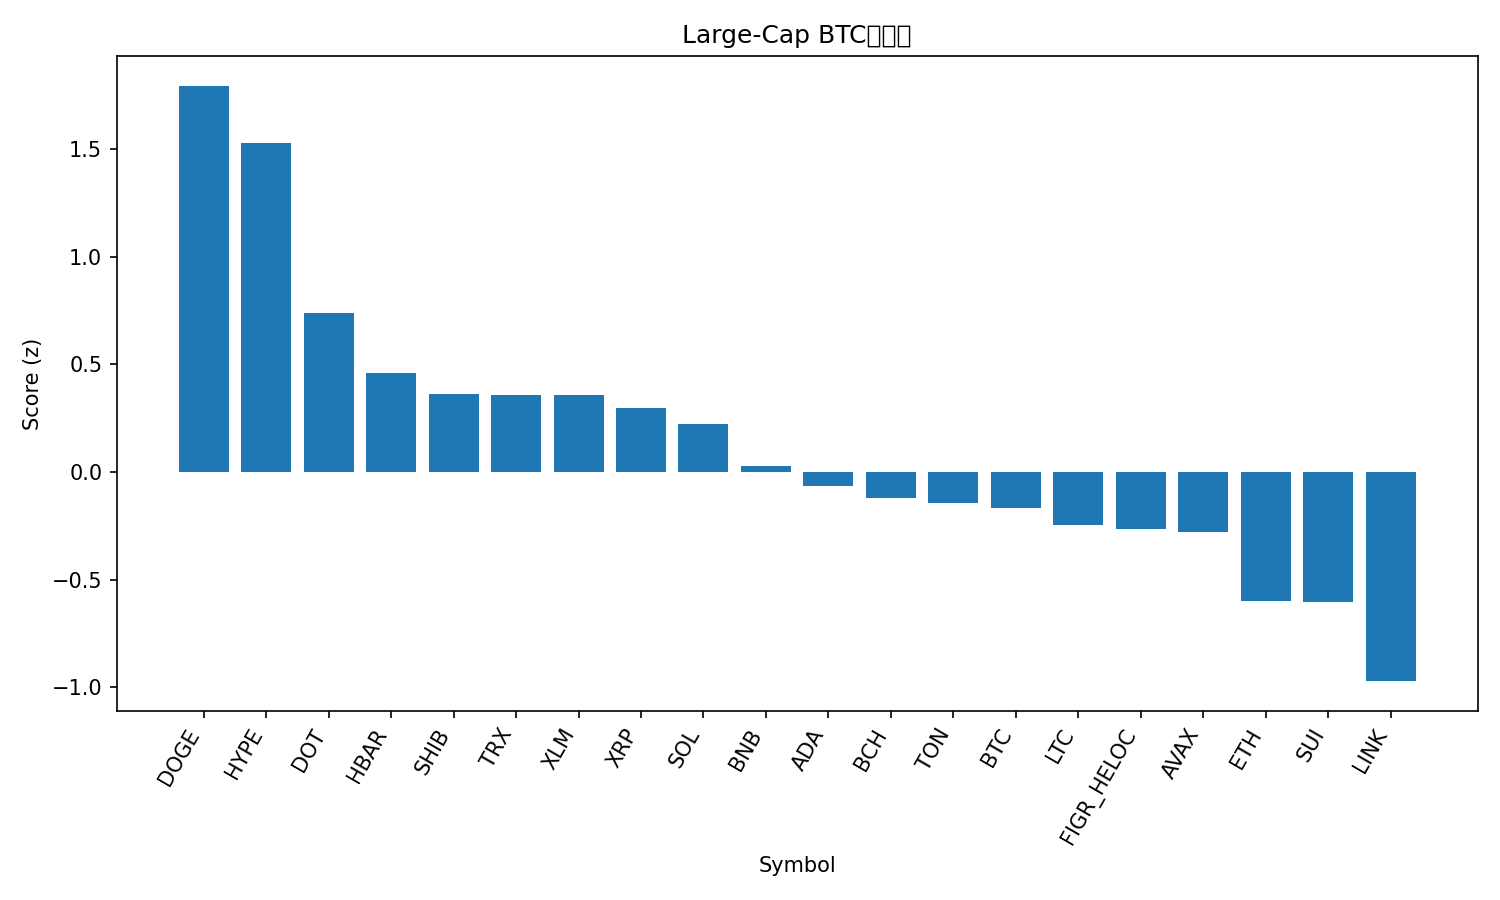 Large-Cap BTC
Score (z)
1.5
1.0
0.5
0.0
−0.5
−1.0
DOGE
HYPE
DOT
HBAR
SHIB
TRX
XLM
XRP
SOL
BNB
ADA
BCH
TON
BTC
LTC
FIGR_HELOC
AVAX
ETH
SUI
LINK
Symbol